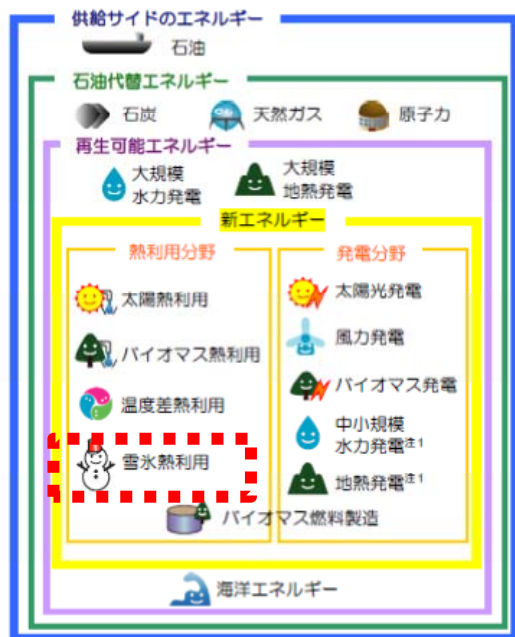 供給サイドのエネルギー
石油
石油代替エネルギー
石炭
天然ガス
原子力
再生可能エネルギー
大規模
水力発電
大規模
地熱発電
新エネルギー
熱利用分野
太陽熱利用
バイオマス熱利用
温度差熱利用
雪氷熱利用
発電分野
太陽光発電
風力発電
バイオマス発電
中小規模
水力発電注1
地熱発電注1
バイオマス燃料製造
海洋エネルギー